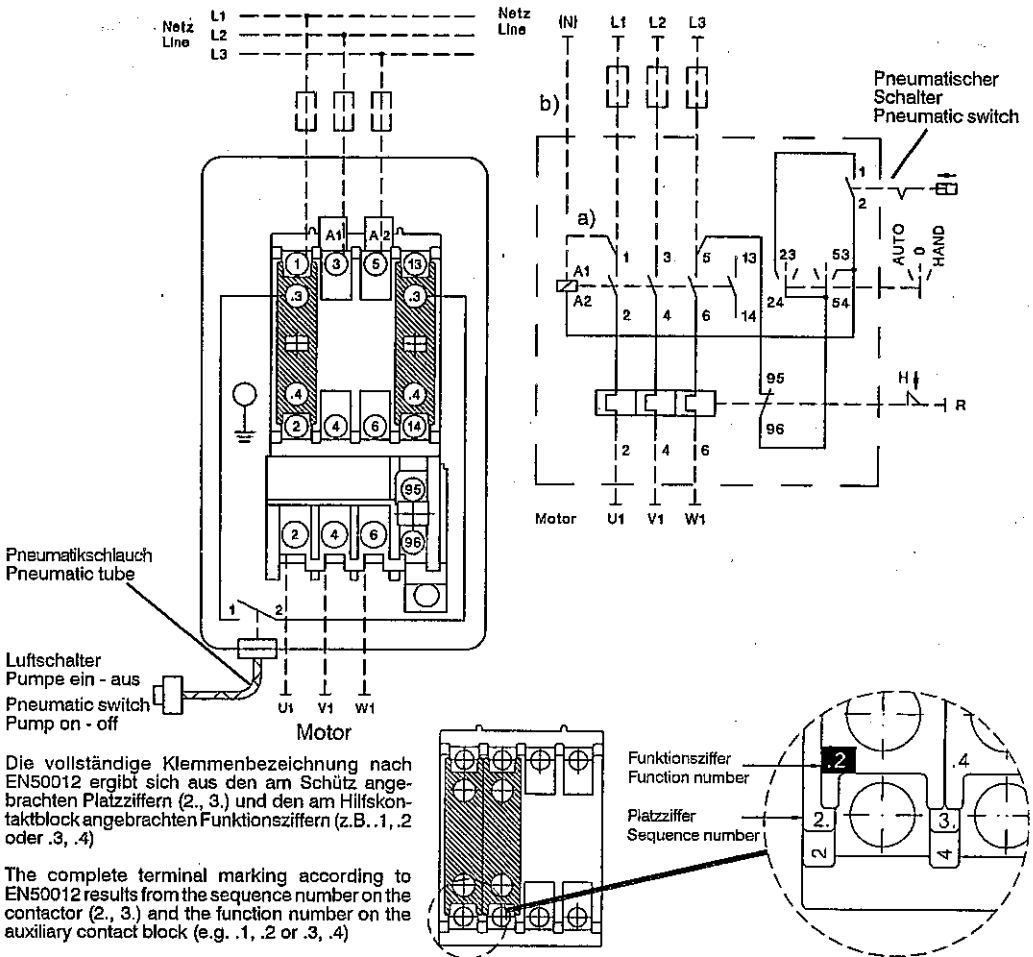 Netz
Line
L1
L2
L3
A1
A2
1
3
5
13
.3
.3
.4
.4
2
4
6
14
95
2
4
6
96
1
2
U1
V1
W1
Motor
Pneumatikschlauch
Pneumatic tube
Luftschalter
Pumpe ein - aus
Pneumatic switch
Pump on - off
Netz
Line
(N)
L1
L2
L3
b)
a)
Pneumatischer
Schalter
Pneumatic switch
1
2
A1
A2
1
3
5
13
2
4
6
14
23
53
24
54
AUTO
0
HAND
95
96
H
R
2
4
6
Motor
U1
V1
W1
Die vollständige Klemmenbezeichnung nach
EN50012 ergibt sich aus den am Schütz ange-
brachten Platzziffern (2., 3.) und den am Hilfskon-
taktblock angebrachten Funktionsziffern (z.B. .1, .2
oder .3, .4)
The complete terminal marking according to
EN50012 results from the sequence number on the
contactor (2., 3.) and the function number on the
auxiliary contact block (e.g. .1, .2 or .3, .4)
Funktionsziffer
Function number
Platzziffer
Sequence number
.2
.4
2.
3.
2
4